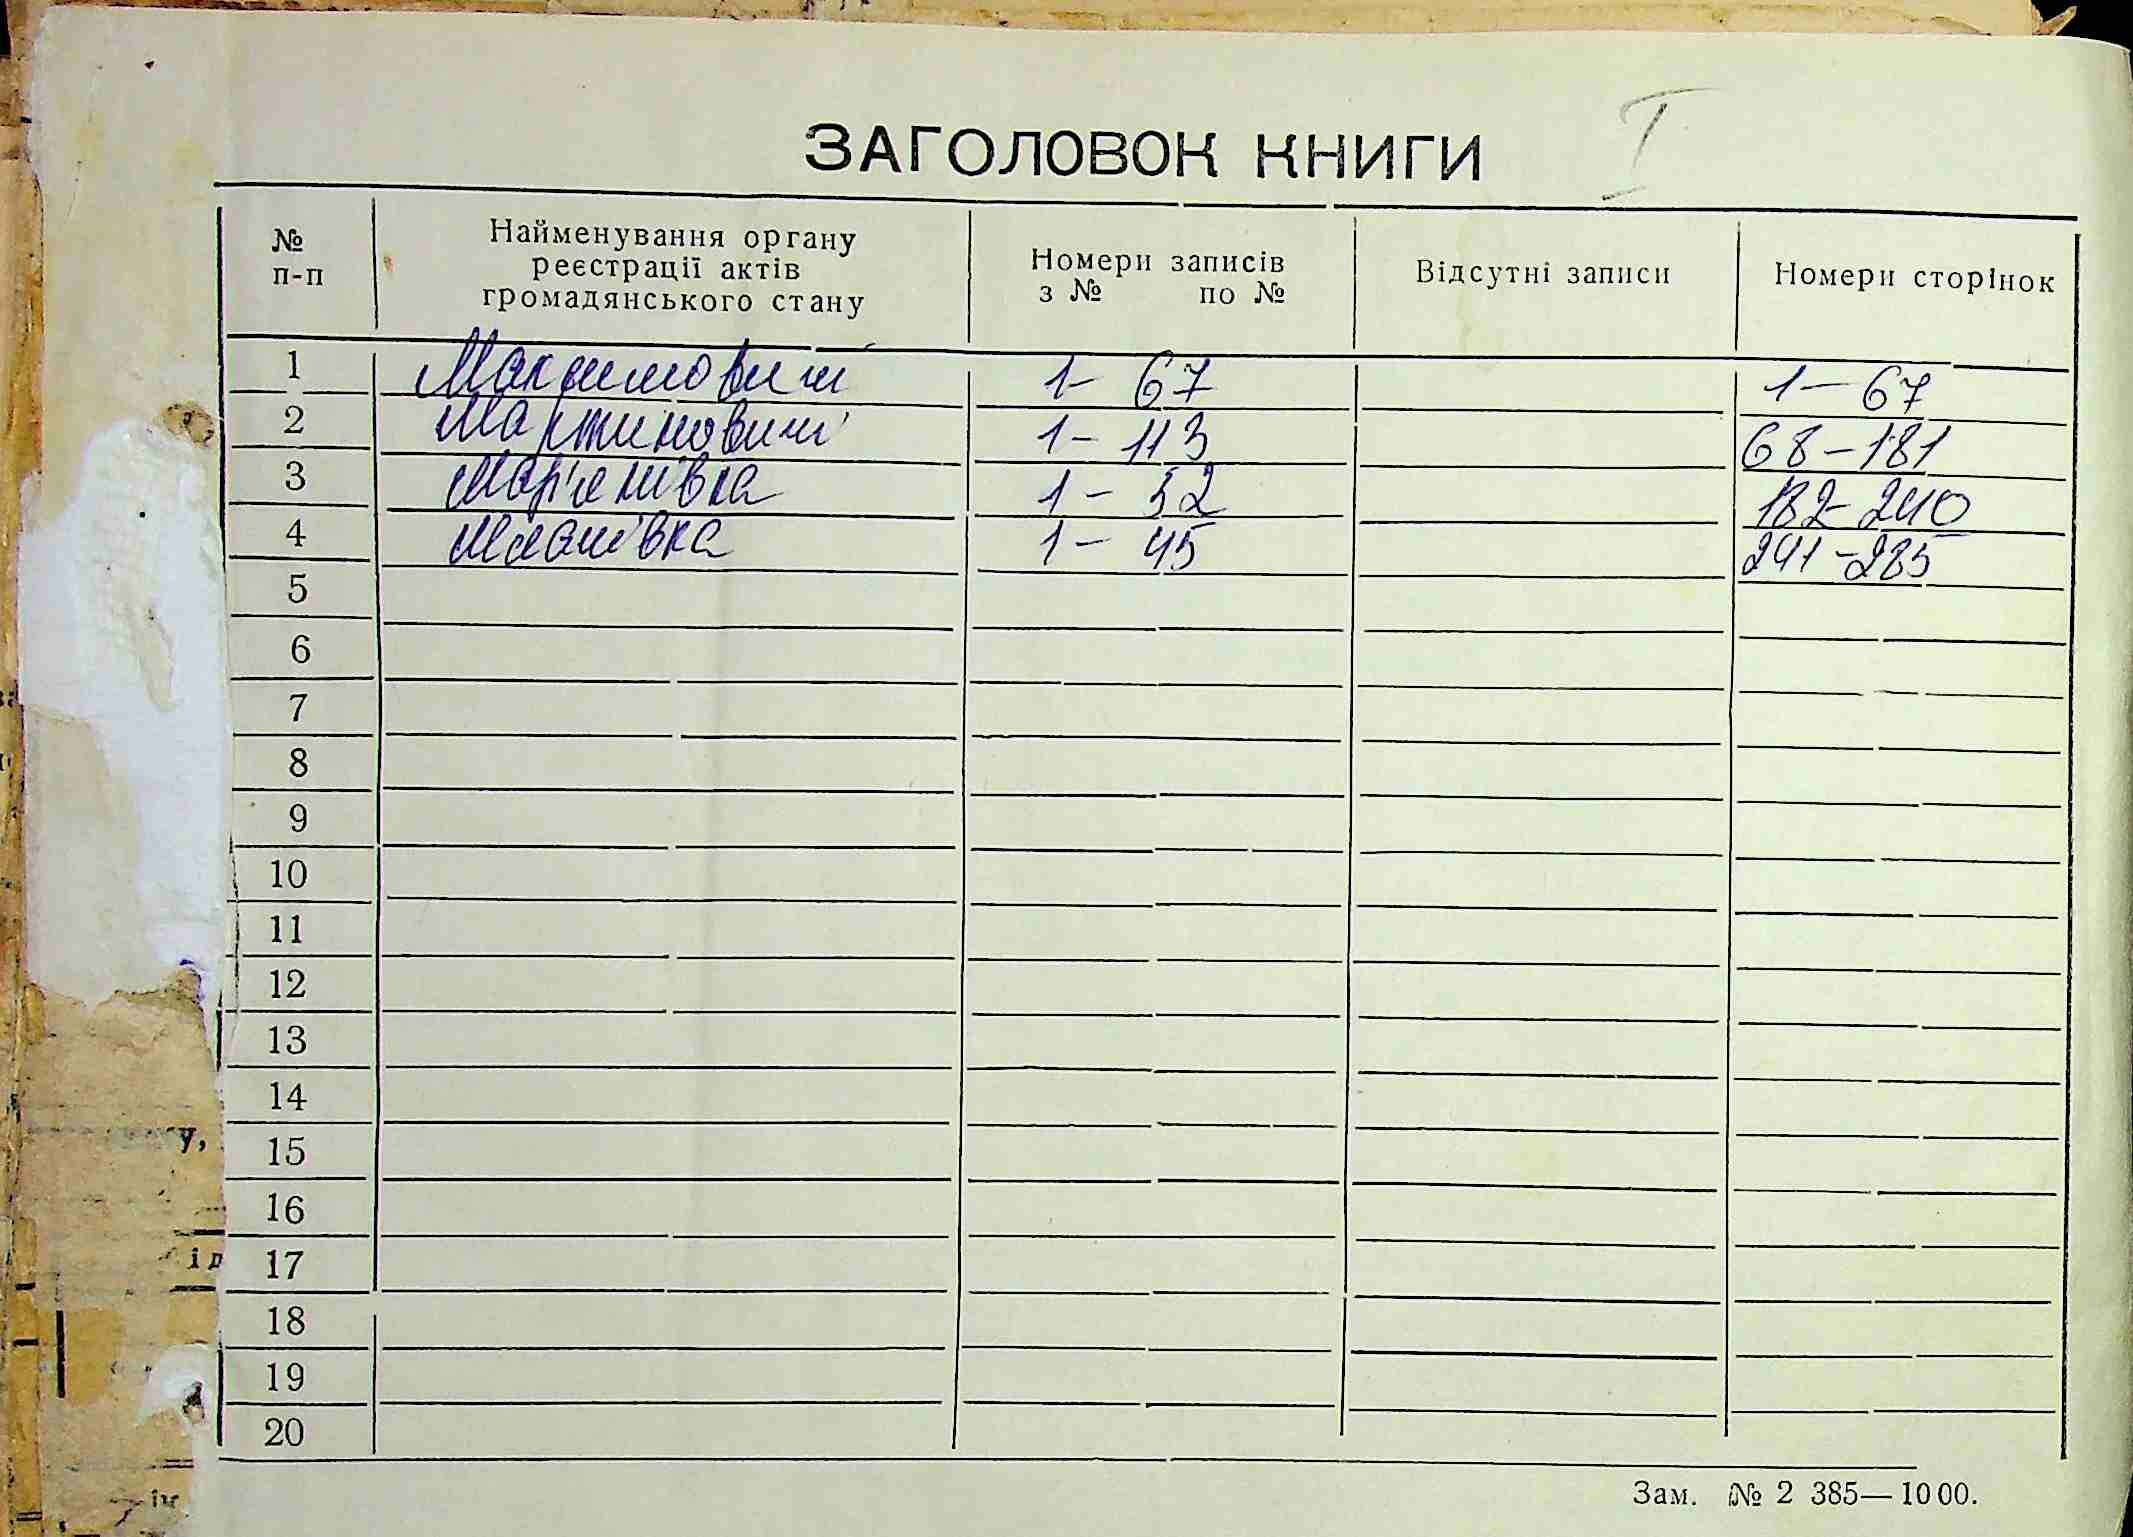 I
ЗАГОЛОВОК КНИГИ
№ п-п
Найменування органу реєстрації актів громадянського стану
Номери записів з № по №
Відсутні записи
Номери сторінок
1 Максимовичі 1- 67 1-67
2 Мартиновичі 1- 113 68-181
3 Мар'янівка 1- 52 182-240
4 1- 45 241-285
5
6
7
8
9
10
11
12
13
14
15
16
17
18
19
20
Зам. № 2 385—1000.